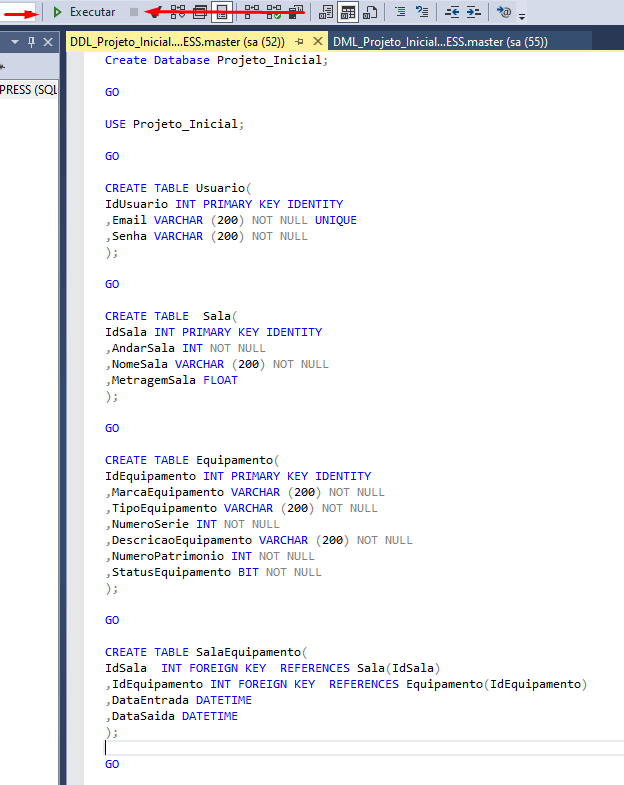 Executar
DDL_Projeto_Inicial....ESS.master (sa (52))
DML_Projeto_Inicial...ESS.master (sa (55))
PRESS (SQL
Create Database Projeto_Inicial;
GO
USE Projeto_Inicial;
GO
CREATE TABLE Usuario(
IdUsuario INT PRIMARY KEY IDENTITY
,Email VARCHAR (200) NOT NULL UNIQUE
,Senha VARCHAR (200) NOT NULL
);
GO
CREATE TABLE  Sala(
IdSala INT PRIMARY KEY IDENTITY
,AndarSala INT NOT NULL
,NomeSala VARCHAR (200) NOT NULL
,MetragemSala FLOAT
);
GO
CREATE TABLE Equipamento(
IdEquipamento INT PRIMARY KEY IDENTITY
,MarcaEquipamento VARCHAR (200) NOT NULL
,TipoEquipamento VARCHAR (200) NOT NULL
,NumeroSerie INT NOT NULL
,DescricaoEquipamento VARCHAR (200) NOT NULL
,NumeroPatrimonio INT NOT NULL
,StatusEquipamento BIT NOT NULL
);
GO
CREATE TABLE SalaEquipamento(
IdSala  INT FOREIGN KEY  REFERENCES Sala(IdSala)
,IdEquipamento INT FOREIGN KEY  REFERENCES Equipamento(IdEquipamento)
,DataEntrada DATETIME
,DataSaida DATETIME
);
GO